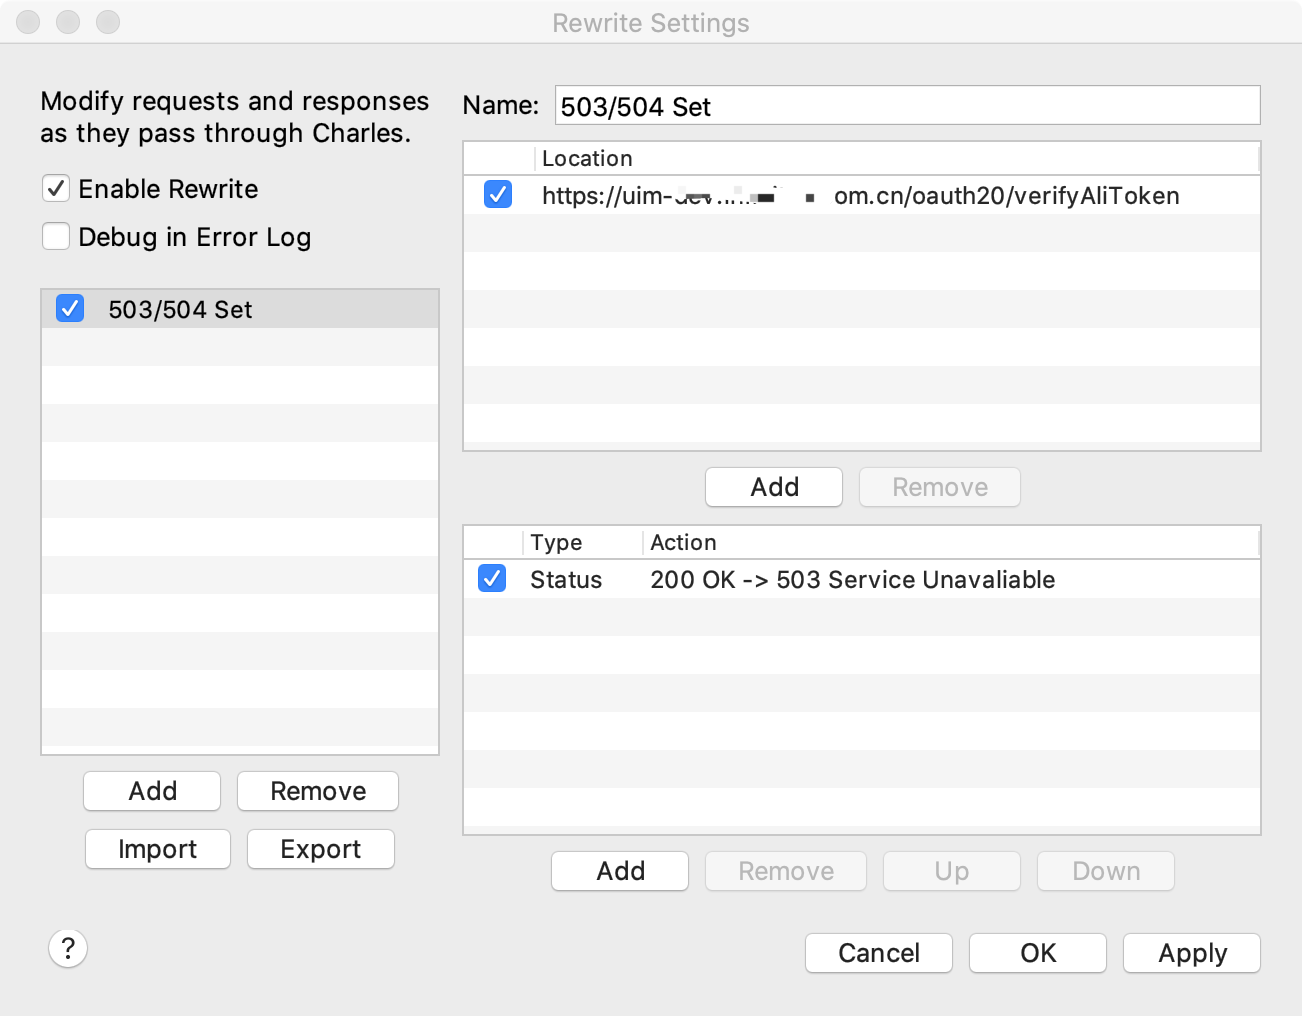 Rewrite Settings
Modify requests and responses
as they pass through Charles.
Enable Rewrite
Debug in Error Log
503/504 Set
Add Remove
Import Export
?
Name: 503/504 Set
Location
https://uim- om.cn/oauth20/verifyAliToken
Add Remove
Type Action
Status 200 OK -> 503 Service Unavaliable
Add Remove Up Down
Cancel OK Apply